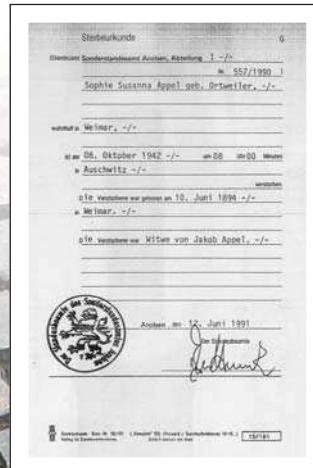 Sterbeurkunde G
Sonderstandesamt Arolsen, Abteilung I -/-
Nr. 557/1990 I
Sophie Susanna Appel geb. Ortweiler, -/-
wohnhaft in Weimar, -/-
ist am 06. Oktober 1942 -/- um 08 Uhr 00 Minuten
in Auschwitz -/-
verstorben
Die Verstorbene war geboren am 10. Juni 1894 -/-
in Weimar, -/-
Die Verstorbene war Witwe von Jakob Appel, -/-
Arolsen, den 12. Juni 1991
Der Standesbeamte